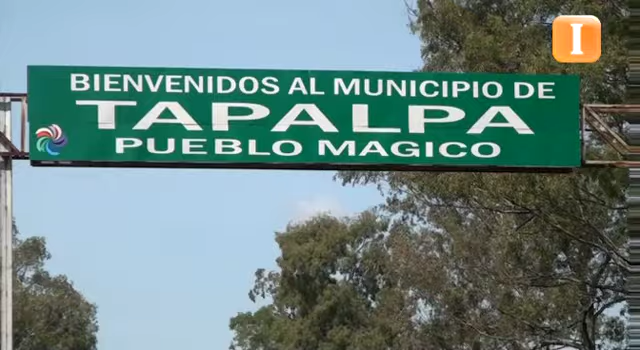 I
BIENVENIDOS AL MUNICIPIO DE
TAPALPA
PUEBLO MAGICO